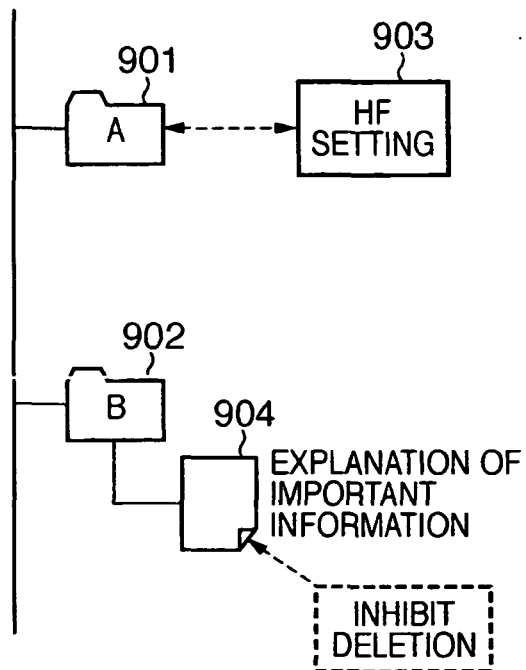 901
A
903
HF
SETTING
902
B
904
EXPLANATION OF
IMPORTANT
INFORMATION
INHIBIT
DELETION